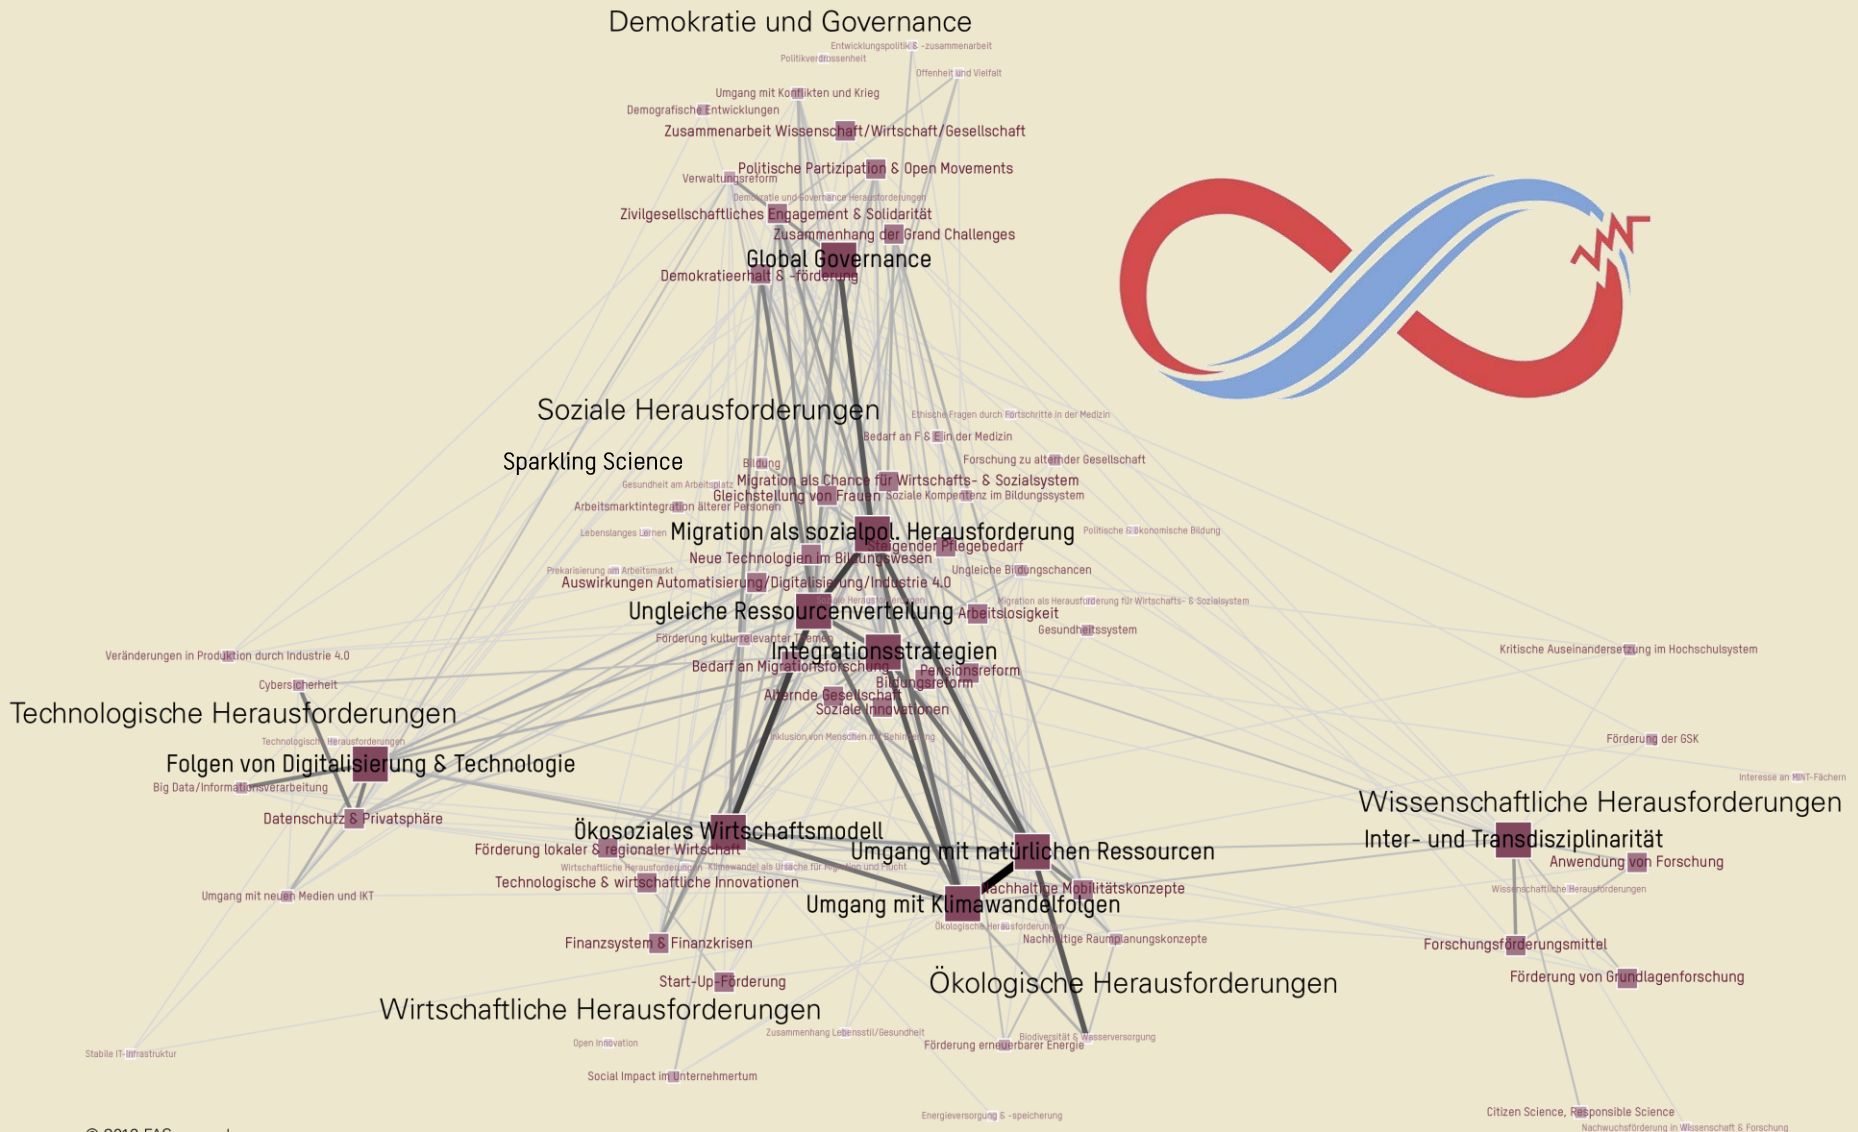 Demokratie und Governance
Entwicklungspolitik & -zusammenarbeit
Politikverdrossenheit
Offenheit und Vielfalt
Umgang mit Konflikten und Krieg
Demografische Entwicklungen
Zusammenarbeit Wissenschaft/Wirtschaft/Gesellschaft
Politische Partizipation & Open Movements
Verwaltungsreform
Demokratie und Governance Herausforderungen
Zivilgesellschaftliches Engagement & Solidarität
Zusammenhang der Grand Challenges
Global Governance
Demokratieerhalt & -förderung
Soziale Herausforderungen
Ethische Fragen durch Fortschritte in der Medizin
Bedarf an F & E in der Medizin
Sparkling Science
Bildung
Forschung zu alternder Gesellschaft
Migration als Chance für Wirtschafts- & Sozialsystem
Gesundheit am Arbeitsplatz
Gleichstellung von Frauen
Soziale Kompetenz im Bildungssystem
Arbeitsmarktintegration älterer Personen
Lebenslanges Lernen
Migration als sozialpol. Herausforderung
Politische & ökonomische Bildung
Steigender Pflegebedarf
Neue Technologien im Bildungswesen
Prekarisierung am Arbeitsmarkt
Ungleiche Bildungschancen
Auswirkungen Automatisierung/Digitalisierung/Industrie 4.0
Soziale Herausforderungen
Migration als Herausforderung für Wirtschafts- & Sozialsystem
Ungleiche Ressourcenverteilung
Arbeitslosigkeit
Gesundheitssystem
Förderung kulturrelevanter Themen
Integrationsstrategien
Kritische Auseinandersetzung im Hochschulsystem
Veränderungen in Produktion durch Industrie 4.0
Bedarf an Migrationsforschung
Pensionsreform
Bildungsreform
Cybersicherheit
Alternde Gesellschaft
Soziale Innovationen
Technologische Herausforderungen
Inklusion von Menschen mit Behinderung
Förderung der GSK
Technologische Herausforderungen
Folgen von Digitalisierung & Technologie
Interesse an MINT-Fächern
Big Data/Informationsverarbeitung
Wissenschaftliche Herausforderungen
Datenschutz & Privatsphäre
Ökosoziales Wirtschaftsmodell
Inter- und Transdisziplinarität
Förderung lokaler & regionaler Wirtschaft
Umgang mit natürlichen Ressourcen
Anwendung von Forschung
Wirtschaftliche Herausforderungen
Klimawandel als Ursache für Migration und Flucht
Technologische & wirtschaftliche Innovationen
Nachhaltige Mobilitätskonzepte
Wissenschaftliche Herausforderungen
Umgang mit neuen Medien und IKT
Umgang mit Klimawandelfolgen
Ökologische Herausforderungen
Finanzsystem & Finanzkrisen
Nachhaltige Raumplanungskonzepte
Forschungsförderungsmittel
Start-Up-Förderung
Ökologische Herausforderungen
Förderung von Grundlagenforschung
Wirtschaftliche Herausforderungen
Zusammenhang Lebensstil/Gesundheit
Biodiversität & Wasserversorgung
Open Innovation
Förderung erneuerbarer Energie
Stabile IT-Infrastruktur
Social Impact im Unternehmertum
Energieversorgung & -speicherung
Citizen Science, Responsible Science
Nachwuchsförderung in Wissenschaft & Forschung